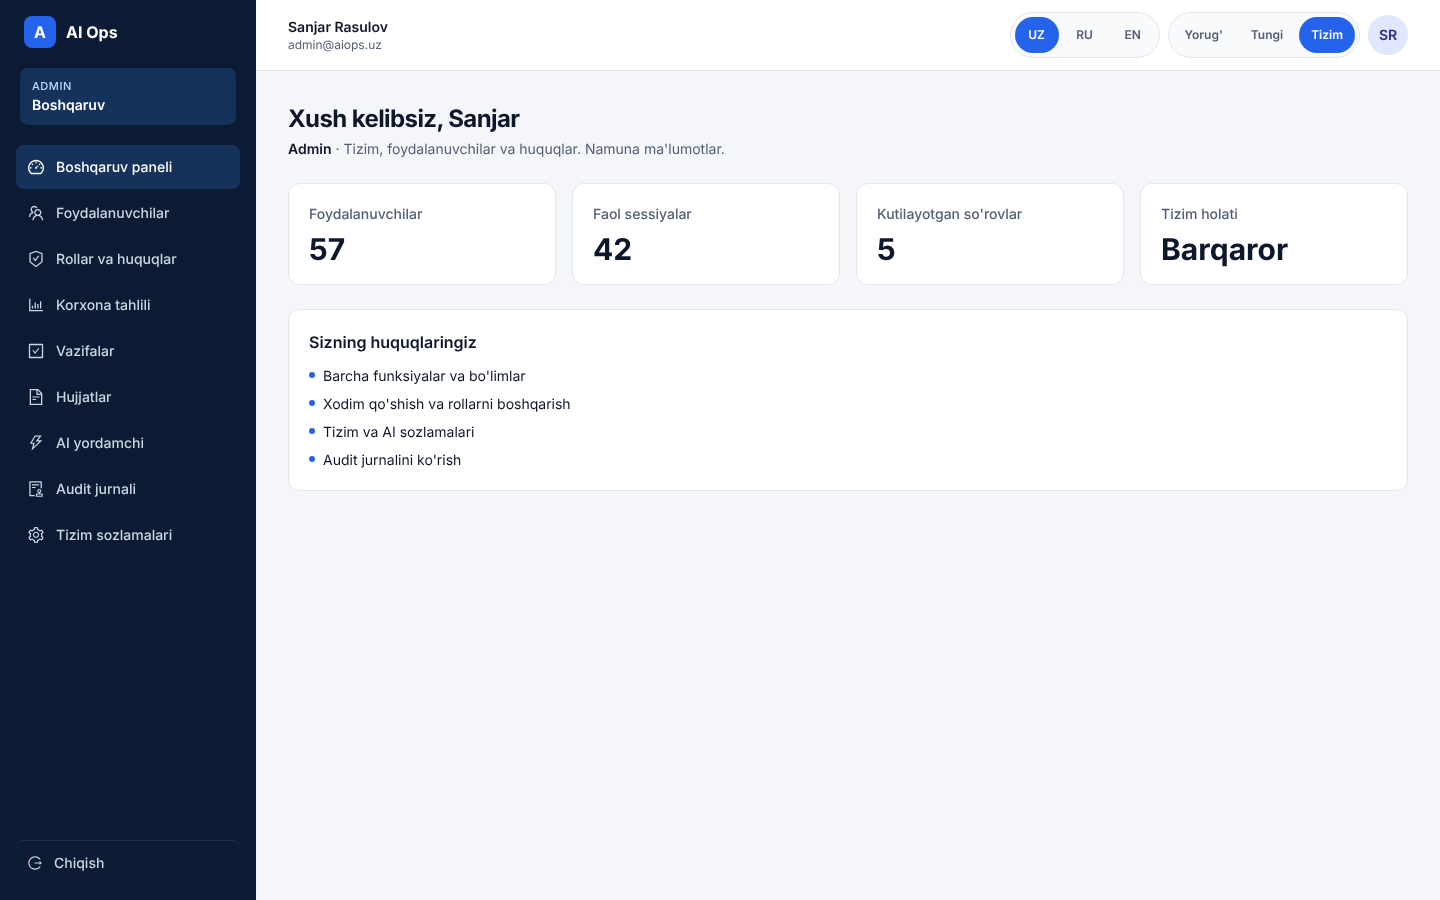 A AI Ops
ADMIN
Boshqaruv
Boshqaruv paneli
Foydalanuvchilar
Rollar va huquqlar
Korxona tahlili
Vazifalar
Hujjatlar
AI yordamchi
Audit jurnali
Tizim sozlamalari
Chiqish
Sanjar Rasulov
admin@aiops.uz
UZ RU EN Yorug' Tungi Tizim SR
Xush kelibsiz, Sanjar
Admin · Tizim, foydalanuvchilar va huquqlar. Namuna ma'lumotlar.
Foydalanuvchilar
57
Faol sessiyalar
42
Kutilayotgan so'rovlar
5
Tizim holati
Barqaror
Sizning huquqlaringiz
Barcha funksiyalar va bo'limlar
Xodim qo'shish va rollarni boshqarish
Tizim va AI sozlamalari
Audit jurnalini ko'rish